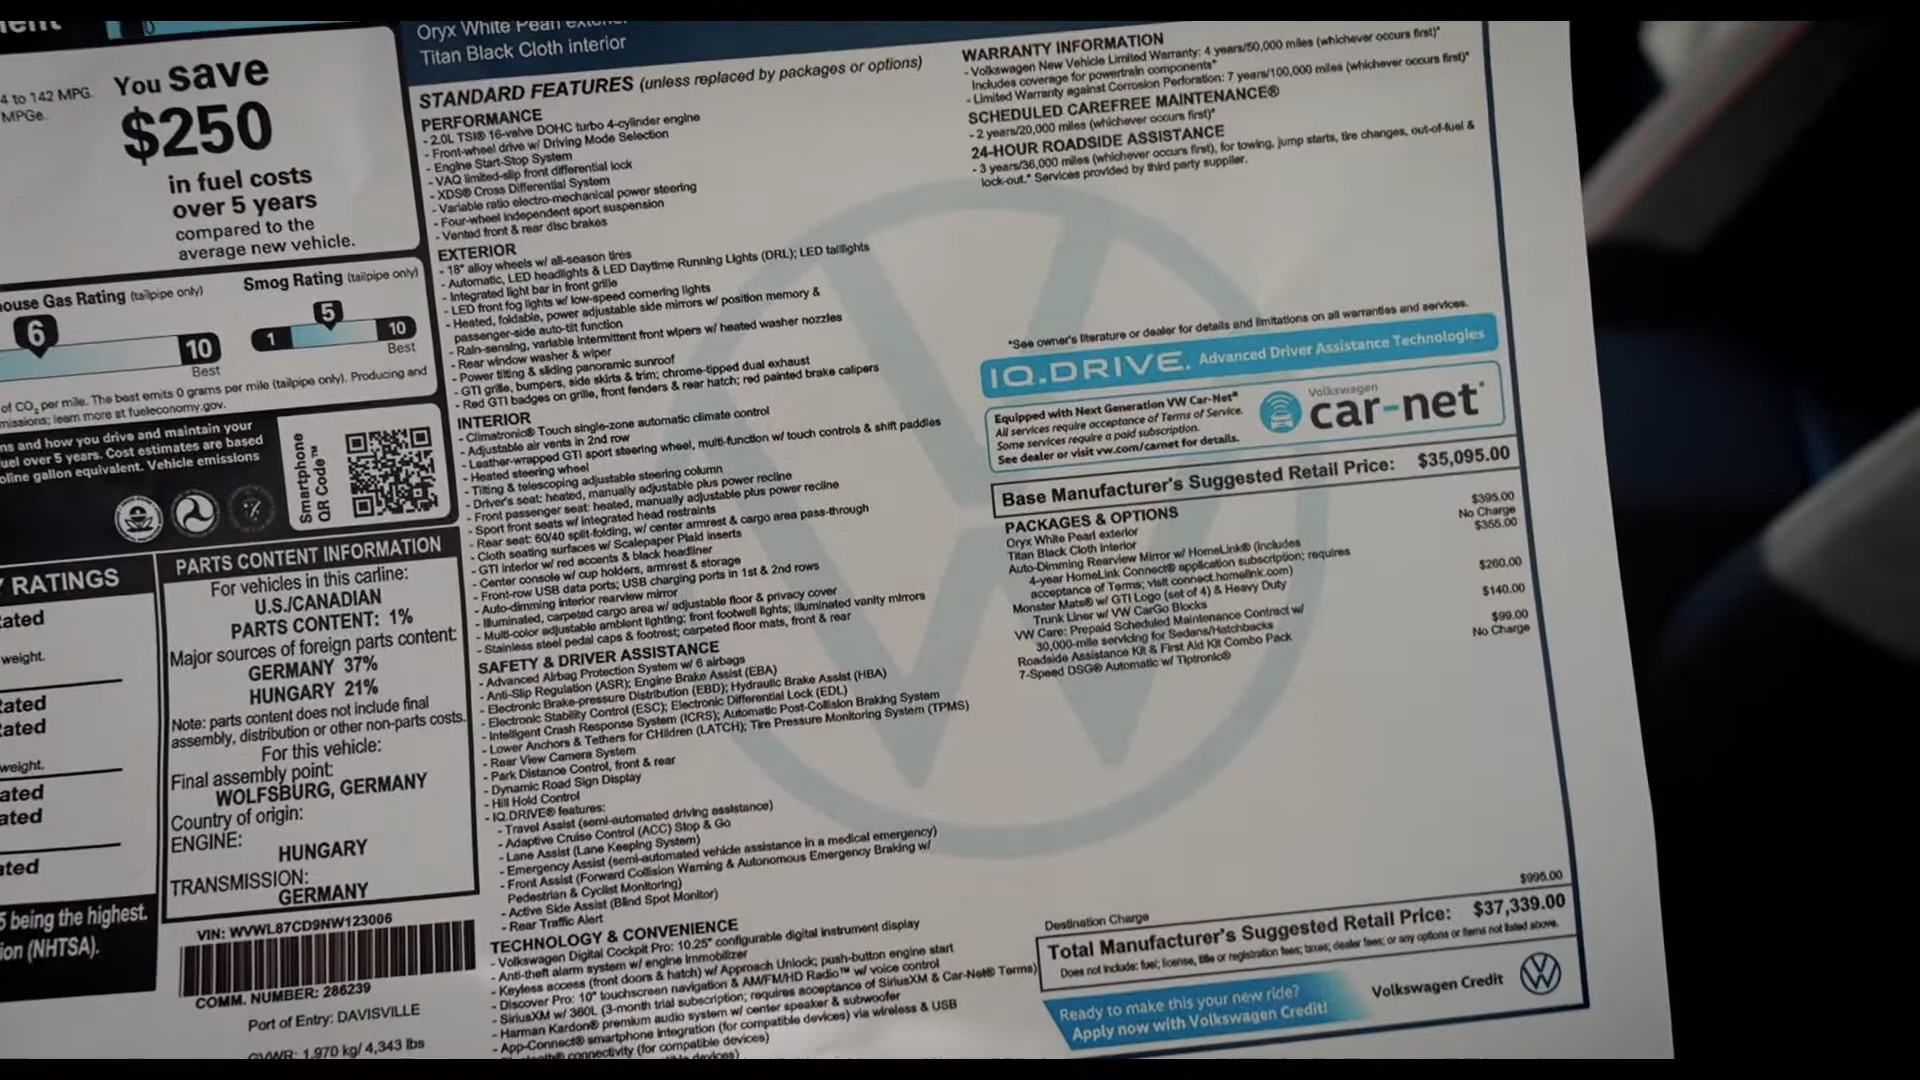 You save
$250
in fuel costs
over 5 years
compared to the
average new vehicle.
4 to 142 MPG.
MPGe.
ouse Gas Rating (tailpipe only)
6
10
Best
Smog Rating (tailpipe only)
1
5
10
Best
of CO₂ per mile. The best emits 0 grams per mile (tailpipe only). Producing and
missions; learn more at fueleconomy.gov.
ns and how you drive and maintain your
uel over 5 years. Cost estimates are based
oline gallon equivalent. Vehicle emissions
Smartphone
QR Code™
RATINGS
ated
weight.
ated
ated
weight.
ated
ated
ated
5 being the highest.
ion (NHTSA).
PARTS CONTENT INFORMATION
For vehicles in this carline:
U.S./CANADIAN
PARTS CONTENT: 1%
Major sources of foreign parts content:
GERMANY 37%
HUNGARY 21%
Note: parts content does not include final
assembly, distribution or other non-parts costs.
For this vehicle:
Final assembly point:
WOLFSBURG, GERMANY
Country of origin:
ENGINE:
HUNGARY
TRANSMISSION:
GERMANY
VIN: WVWL87CD9NW123006
COMM. NUMBER: 286239
Port of Entry: DAVISVILLE
GVWR: 1,970 kg/ 4,343 lbs
Oryx White Pearl
Titan Black Cloth interior
STANDARD FEATURES (unless replaced by packages or options)
PERFORMANCE
- 2.0L TSI® 16-valve DOHC turbo 4-cylinder engine
- Front-wheel drive w/ Driving Mode Selection
- Engine Start-Stop System
- VAQ limited-slip front differential lock
- XDS® Cross Differential System
- Variable ratio electro-mechanical power steering
- Four-wheel independent sport suspension
- Vented front & rear disc brakes
EXTERIOR
- 18" alloy wheels w/ all-season tires
- Automatic, LED headlights & LED Daytime Running Lights (DRL); LED taillights
- Integrated light bar in front grille
- LED front fog lights w/ low-speed cornering lights
- Heated, foldable, power adjustable side mirrors w/ position memory &
passenger-side auto-tilt function
- Rain-sensing, variable intermittent front wipers w/ heated washer nozzles
- Rear window washer & wiper
- Power tilting & sliding panoramic sunroof
- GTI grille, bumpers, side skirts & trim; chrome-tipped dual exhaust
- Red GTI badges on grille, front fenders & rear hatch; red painted brake calipers
INTERIOR
- Climatronic® Touch single-zone automatic climate control
- Adjustable air vents in 2nd row
- Leather-wrapped GTI sport steering wheel, multi-function w/ touch controls & shift paddles
- Heated steering wheel
- Tilting & telescoping adjustable steering column
- Driver's seat: heated, manually adjustable plus power recline
- Front passenger seat: heated, manually adjustable plus power recline
- Sport front seats w/ integrated head restraints
- Rear seat: 60/40 split-folding, w/ center armrest & cargo area pass-through
- Cloth seating surfaces w/ Scalepaper Plaid inserts
- GTI interior w/ red accents & black headliner
- Center console w/ cup holders, armrest & storage
- Front-row USB data ports; USB charging ports in 1st & 2nd rows
- Auto-dimming interior rearview mirror
- Illuminated, carpeted cargo area w/ adjustable floor & privacy cover
- Multi-color adjustable ambient lighting; front footwell lights; illuminated vanity mirrors
- Stainless steel pedal caps & footrest; carpeted floor mats, front & rear
SAFETY & DRIVER ASSISTANCE
- Advanced Airbag Protection System w/ 6 airbags
- Anti-Slip Regulation (ASR); Engine Brake Assist (EBA)
- Electronic Brake-pressure Distribution (EBD); Hydraulic Brake Assist (HBA)
- Electronic Stability Control (ESC); Electronic Differential Lock (EDL)
- Intelligent Crash Response System (ICRS); Automatic Post-Collision Braking System
- Lower Anchors & Tethers for CHildren (LATCH); Tire Pressure Monitoring System (TPMS)
- Rear View Camera System
- Park Distance Control, front & rear
- Dynamic Road Sign Display
- Hill Hold Control
- IQ.DRIVE® features:
- Travel Assist (semi-automated driving assistance)
- Adaptive Cruise Control (ACC) Stop & Go
- Lane Assist (Lane Keeping System)
- Emergency Assist (semi-automated vehicle assistance in a medical emergency)
- Front Assist (Forward Collision Warning & Autonomous Emergency Braking w/
Pedestrian & Cyclist Monitoring)
- Active Side Assist (Blind Spot Monitor)
- Rear Traffic Alert
TECHNOLOGY & CONVENIENCE
- Volkswagen Digital Cockpit Pro: 10.25" configurable digital instrument display
- Anti-theft alarm system w/ engine immobilizer
- Keyless access (front doors & hatch) w/ Approach Unlock; push-button engine start
- Discover Pro: 10" touchscreen navigation & AM/FM/HD Radio™ w/ voice control
- SiriusXM w/ 360L (3-month trial subscription; requires acceptance of SiriusXM & Car-Net® Terms)
- Harman Kardon® premium audio system w/ center speaker & subwoofer
- App-Connect® smartphone integration (for compatible devices) via wireless & USB
connectivity (for compatible devices)
WARRANTY INFORMATION
- Volkswagen New Vehicle Limited Warranty: 4 years/50,000 miles (whichever occurs first)*
Includes coverage for powertrain components*
- Limited Warranty against Corrosion Perforation: 7 years/100,000 miles (whichever occurs first)*
SCHEDULED CAREFREE MAINTENANCE®
- 2 years/20,000 miles (whichever occurs first)*
24-HOUR ROADSIDE ASSISTANCE
- 3 years/36,000 miles (whichever occurs first), for towing, jump starts, tire changes, out-of-fuel &
lock-out.* Services provided by third party supplier.
*See owner's literature or dealer for details and limitations on all warranties and services.
IQ.DRIVE. Advanced Driver Assistance Technologies
Equipped with Next Generation VW Car-Net®
All services require acceptance of Terms of Service.
Some services require a paid subscription.
See dealer or visit vw.com/carnet for details.
Volkswagen
car-net®
Base Manufacturer's Suggested Retail Price: $35,095.00
PACKAGES & OPTIONS
Oryx White Pearl exterior $395.00
Titan Black Cloth interior No Charge
Auto-Dimming Rearview Mirror w/ HomeLink® (includes $355.00
4-year HomeLink Connect® application subscription; requires
acceptance of Terms; visit connect.homelink.com)
Monster Mats® w/ GTI Logo (set of 4) & Heavy Duty $260.00
Trunk Liner w/ VW CarGo Blocks
VW Care: Prepaid Scheduled Maintenance Contract w/ $140.00
30,000-mile servicing for Sedans/Hatchbacks
Roadside Assistance Kit & First Aid Kit Combo Pack $99.00
7-Speed DSG® Automatic w/ Tiptronic® No Charge
Destination Charge $995.00
Total Manufacturer's Suggested Retail Price: $37,339.00
Does not include: fuel; license, title or registration fees; taxes; dealer fees; or any options or items not listed above.
Ready to make this your new ride?
Apply now with Volkswagen Credit!
Volkswagen Credit